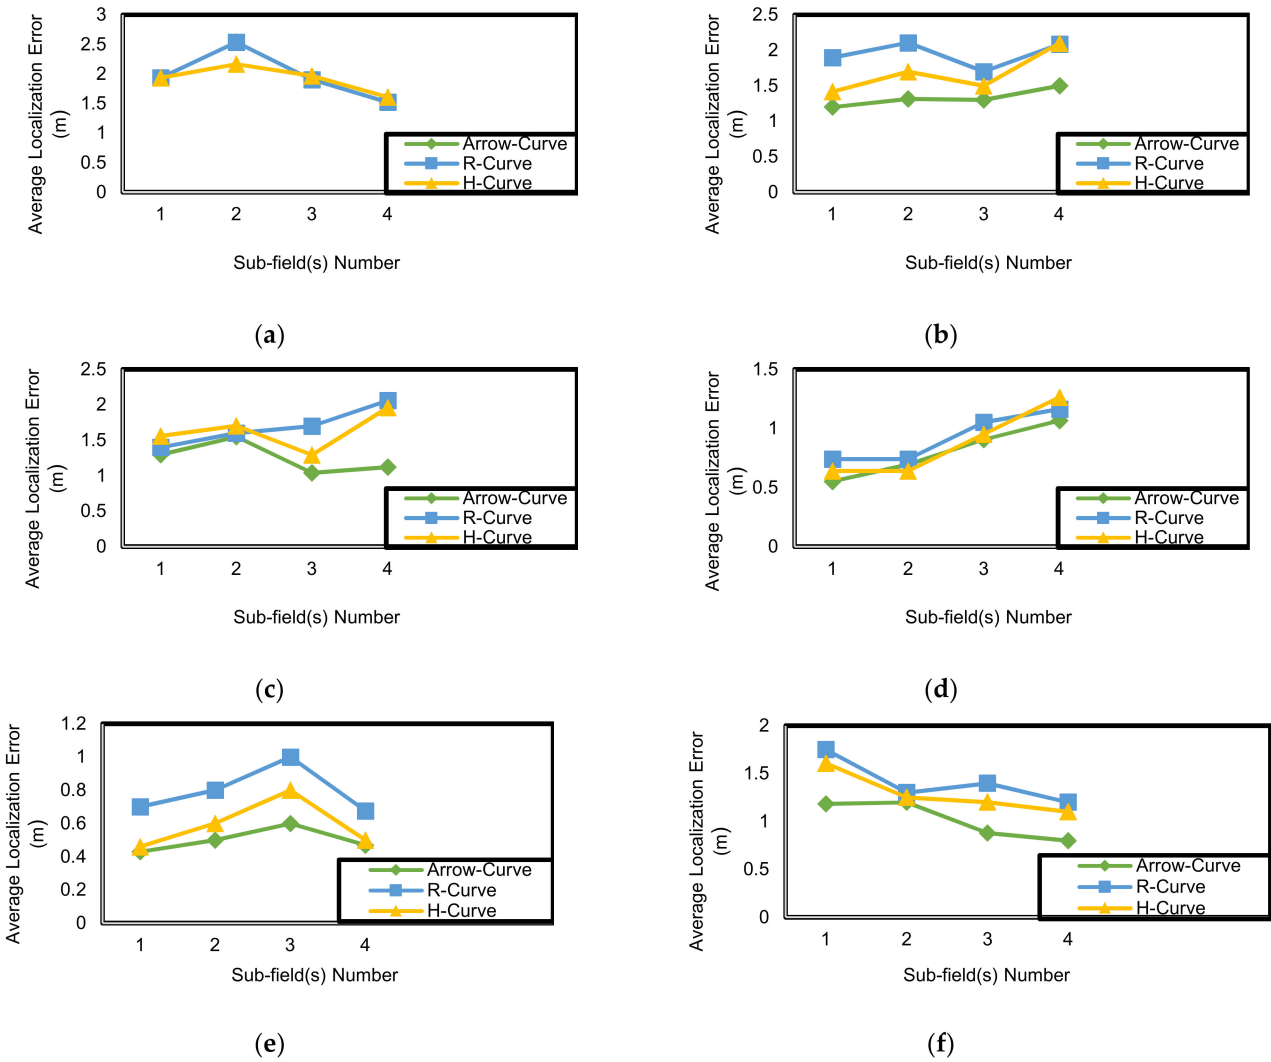 3
2.5
2
1.5
1
0.5
0
Average Localization Error
(m)
Arrow-Curve
R-Curve
H-Curve
1 2 3 4
Sub-field(s) Number
(a)
2.5
2
1.5
1
0.5
0
Average Localization Error
(m)
Arrow-Curve
R-Curve
H-Curve
1 2 3 4
Sub-field(s) Number
(b)
2.5
2
1.5
1
0.5
0
Average Localization Error
(m)
Arrow-Curve
R-Curve
H-Curve
1 2 3 4
Sub-field(s) Number
(c)
1.5
1
0.5
0
Average Localization Error
(m)
Arrow-Curve
R-Curve
H-Curve
1 2 3 4
Sub-field(s) Number
(d)
1.2
1
0.8
0.6
0.4
0.2
0
Average Localization Error
(m)
Arrow-Curve
R-Curve
H-Curve
1 2 3 4
Sub-field(s) Number
(e)
2
1.5
1
0.5
0
Average Localization Error
(m)
Arrow-Curve
R-Curve
H-Curve
1 2 3 4
Sub-field(s) Number
(f)